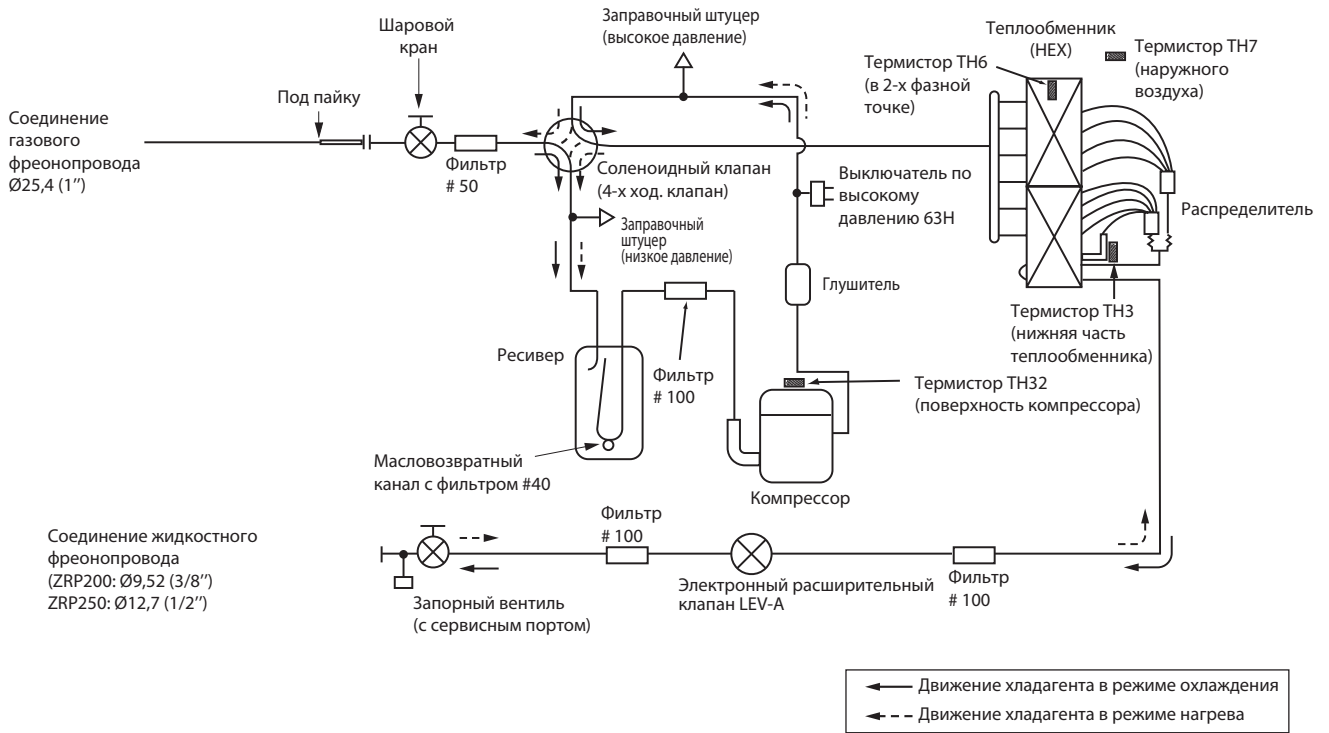 Заправочный штуцер
(высокое давление)
Шаровой
кран
Теплообменник
(HEX)
Термистор TH7
(наружного
воздуха)
Термистор TH6
(в 2-х фазной
точке)
Под пайку
Соединение
газового
фреонопровода
Ø25,4 (1’’)
Фильтр
# 50
Соленоидный клапан
(4-х ход. клапан)
Выключатель по
высокому
давлению 63H
Распределитель
Заправочный
штуцер
(низкое давление)
Глушитель
Термистор TH3
(нижняя часть
теплообменника)
Ресивер
Фильтр
# 100
Термистор TH32
(поверхность компрессора)
Масловозвратный
канал с фильтром #40
Компрессор
Соединение жидкостного
фреонопровода
(ZRP200: Ø9,52 (3/8’’)
ZRP250: Ø12,7 (1/2’’)
Фильтр
# 100
Электронный расширительный
клапан LEV-A
Фильтр
# 100
Запорный вентиль
(с сервисным портом)
Движение хладагента в режиме охлаждения
Движение хладагента в режиме нагрева